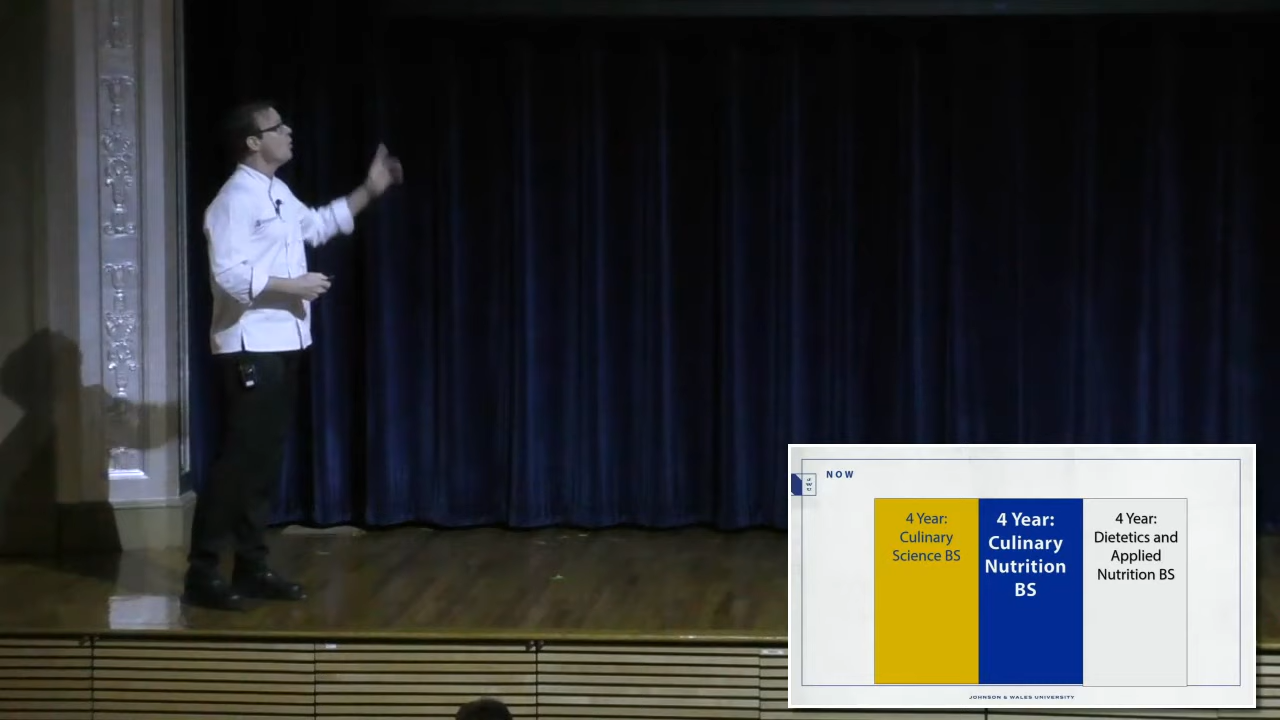 NOW
4 Year:
Culinary
Science BS
4 Year:
Culinary
Nutrition
BS
4 Year:
Dietetics and
Applied
Nutrition BS
JOHNSON & WALES UNIVERSITY